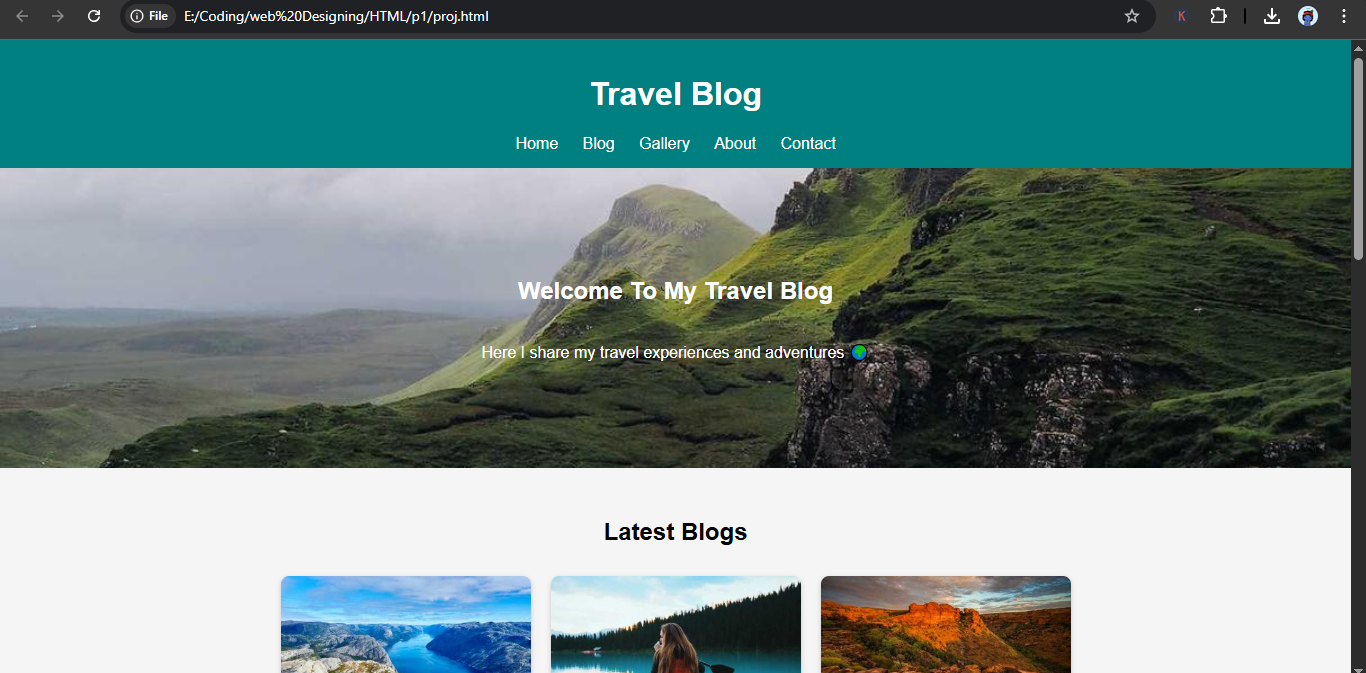 File E:/Coding/web%20Designing/HTML/p1/proj.html
K
Travel Blog
Home Blog Gallery About Contact
Welcome To My Travel Blog
Here I share my travel experiences and adventures 🌍
Latest Blogs